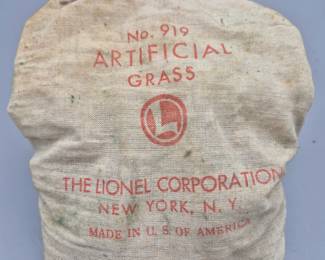 No. 919
ARTIFICIAL
GRASS
L
THE LIONEL CORPORATION
NEW YORK, N. Y.
MADE IN U. S. OF AMERICA